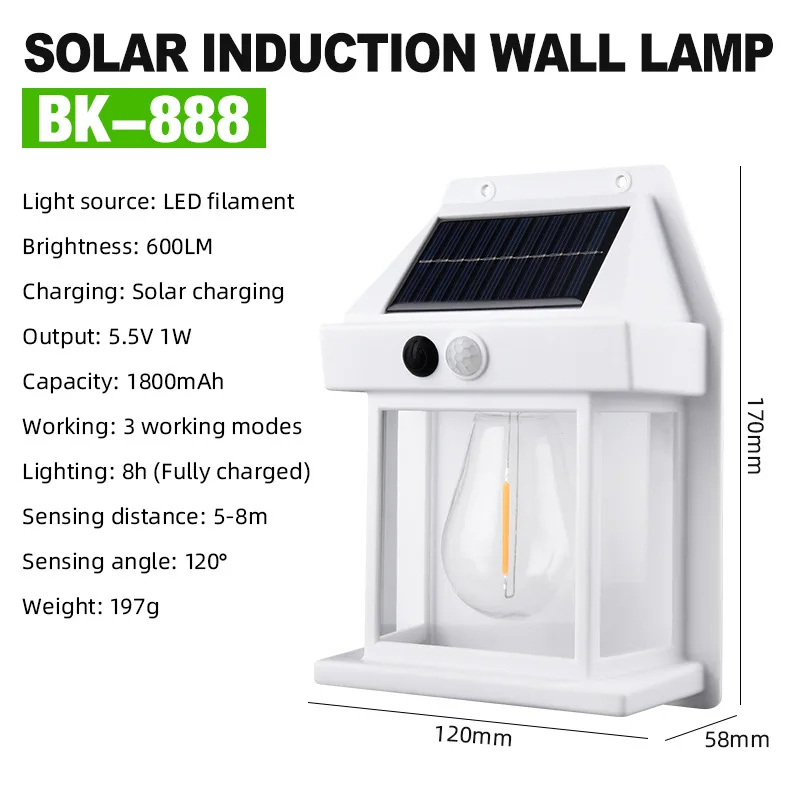 SOLAR INDUCTION WALL LAMP
BK-888
Light source: LED filament
Brightness: 600LM
Charging: Solar charging
Output: 5.5V 1W
Capacity: 1800mAh
Working: 3 working modes
Lighting: 8h (Fully charged)
Sensing distance: 5-8m
Sensing angle: 120°
Weight: 197g
170mm
120mm
58mm